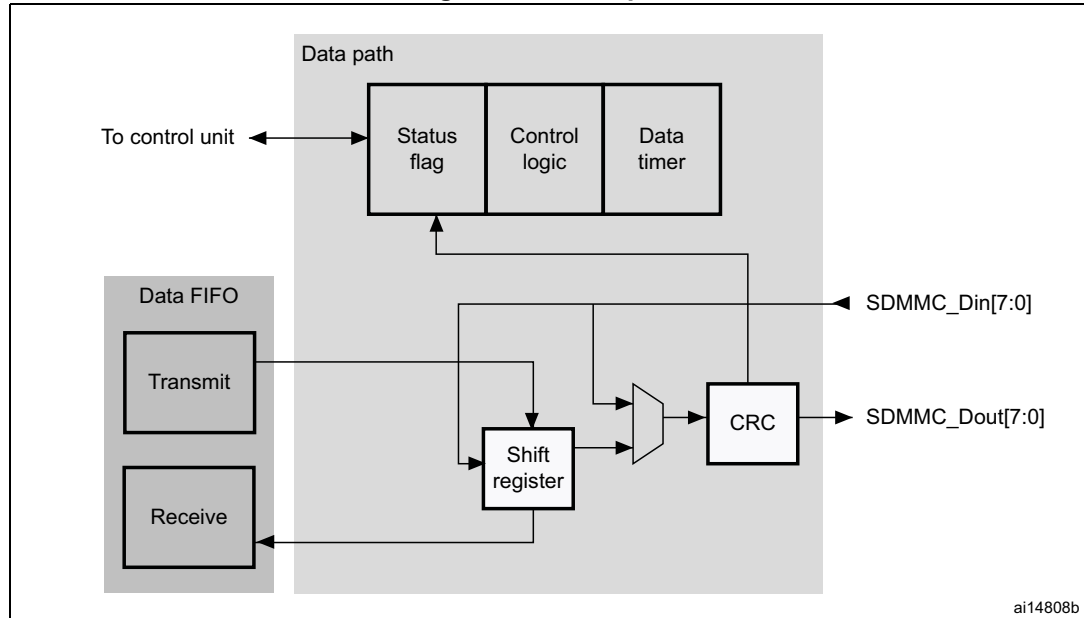 Data path
To control unit
Status
flag
Control
logic
Data
timer
Data FIFO
SDMMC_Din[7:0]
Transmit
CRC
SDMMC_Dout[7:0]
Shift
register
Receive
ai14808b